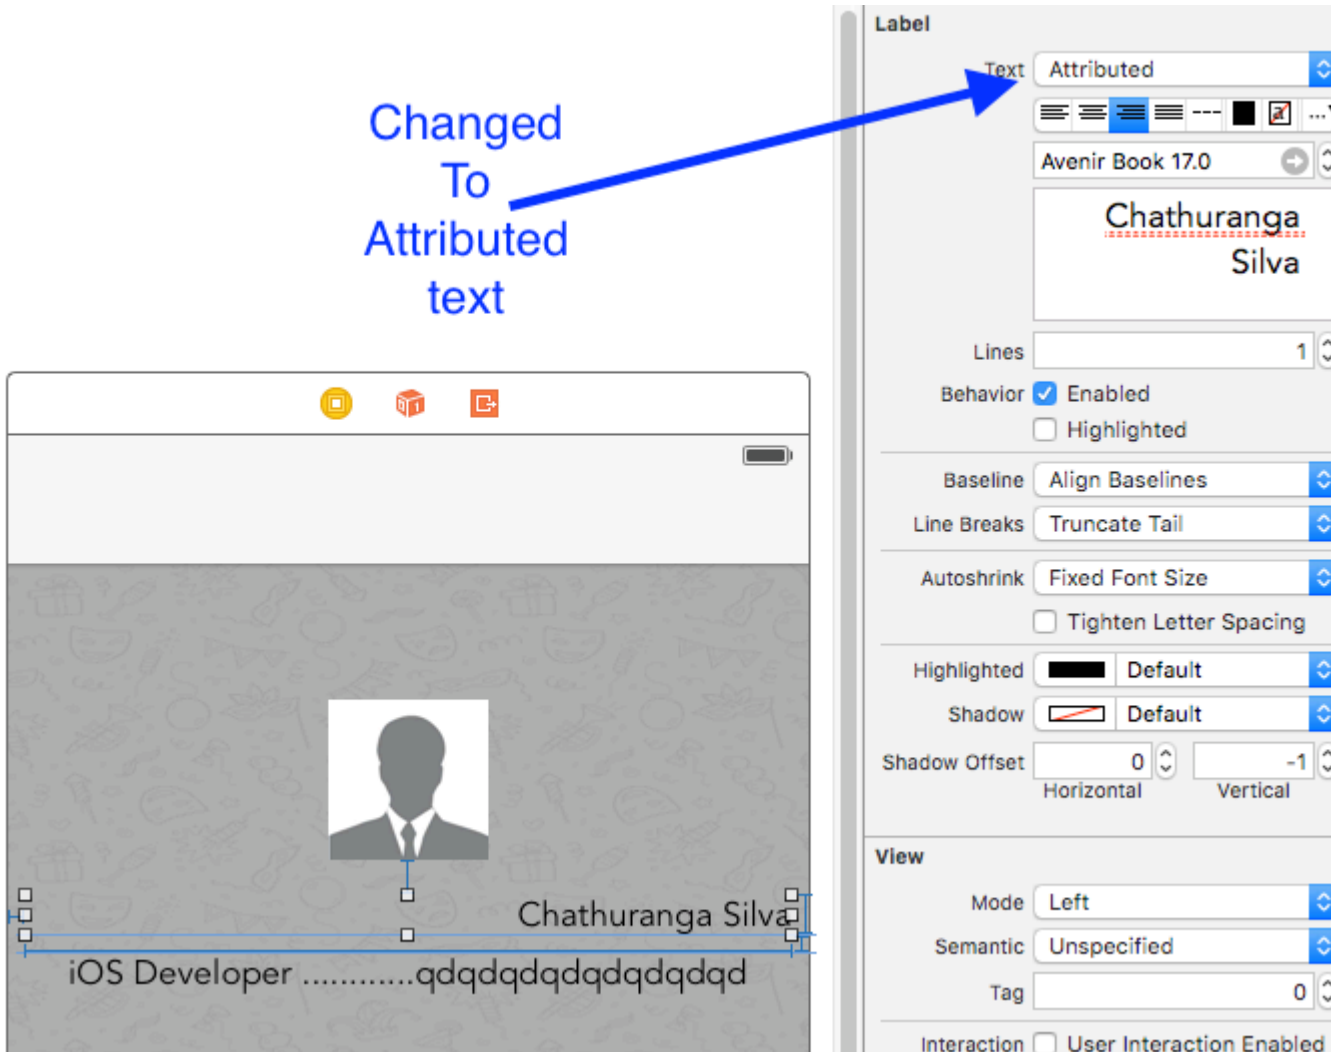 Changed
To
Attributed
text
Chathuranga Silva
iOS Developer ............qdqdqdqdqdqdqdqd
Label
Text Attributed
a ...
Avenir Book 17.0
Chathuranga
Silva
Lines 1
Behavior Enabled
Highlighted
Baseline Align Baselines
Line Breaks Truncate Tail
Autoshrink Fixed Font Size
Tighten Letter Spacing
Highlighted Default
Shadow Default
Shadow Offset 0 -1
Horizontal Vertical
View
Mode Left
Semantic Unspecified
Tag 0
Interaction User Interaction Enabled